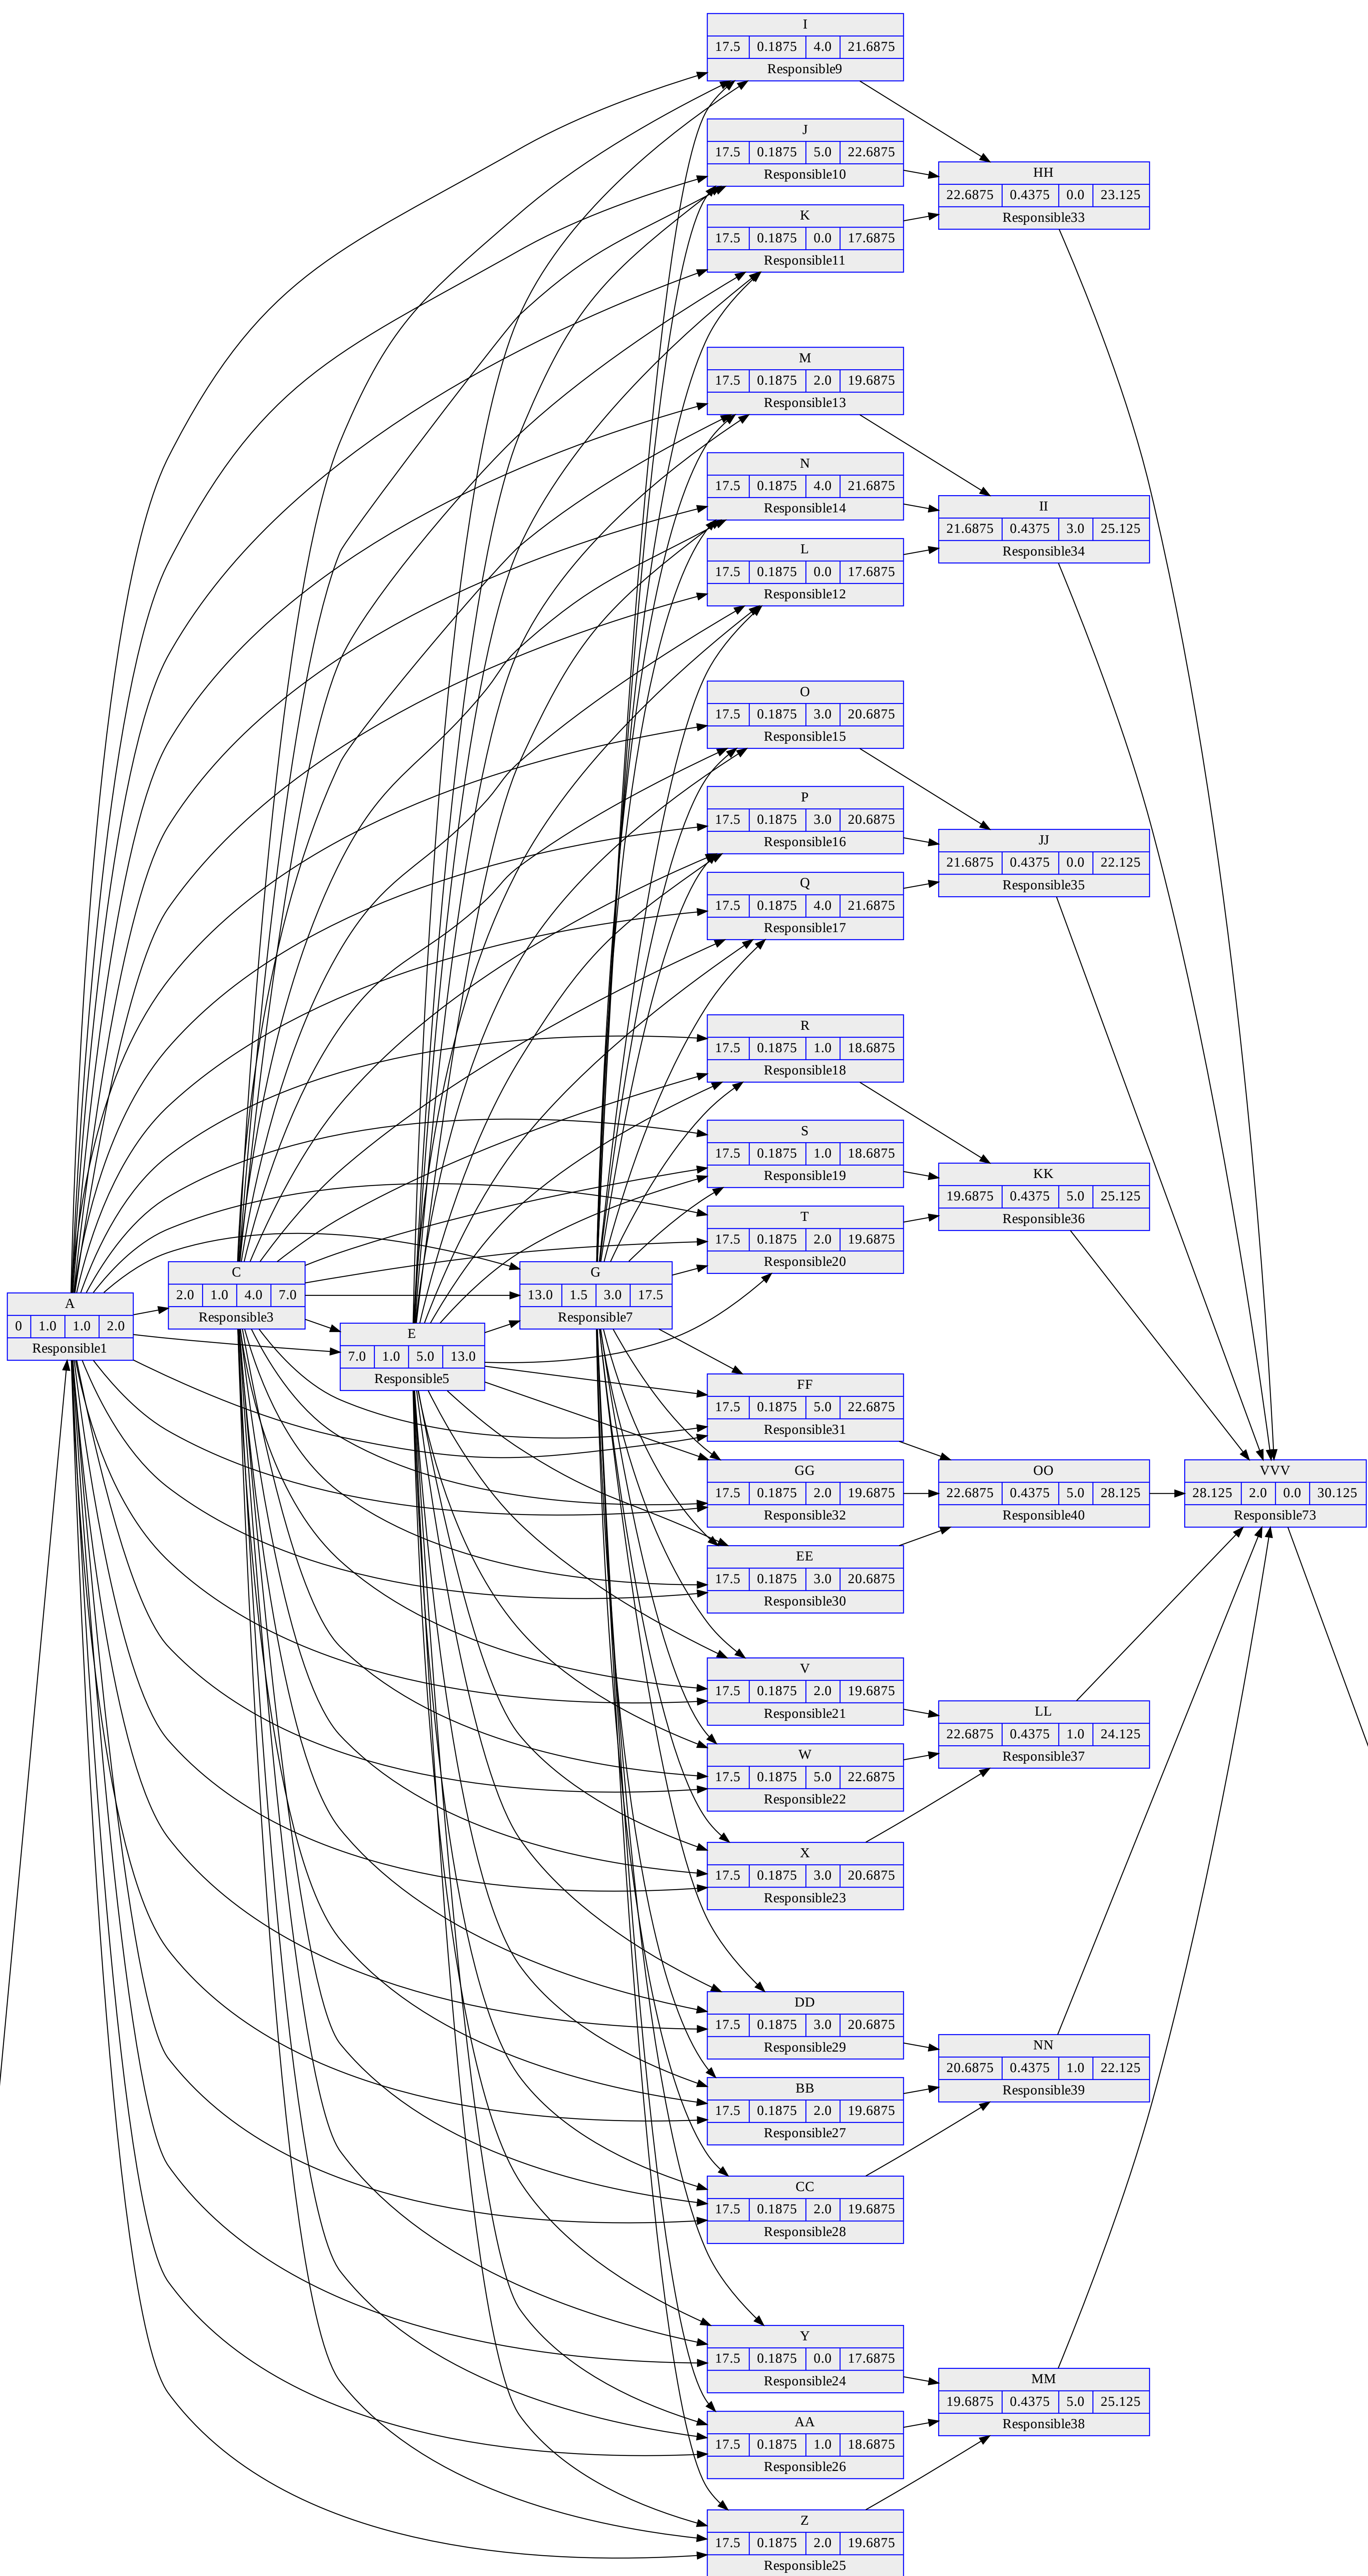 I
17.5 0.1875 4.0 21.6875
Responsible9
J
17.5 0.1875 5.0 22.6875
Responsible10
K
17.5 0.1875 0.0 17.6875
Responsible11
HH
22.6875 0.4375 0.0 23.125
Responsible33
M
17.5 0.1875 2.0 19.6875
Responsible13
N
17.5 0.1875 4.0 21.6875
Responsible14
L
17.5 0.1875 0.0 17.6875
Responsible12
II
21.6875 0.4375 3.0 25.125
Responsible34
O
17.5 0.1875 3.0 20.6875
Responsible15
P
17.5 0.1875 3.0 20.6875
Responsible16
Q
17.5 0.1875 4.0 21.6875
Responsible17
JJ
21.6875 0.4375 0.0 22.125
Responsible35
R
17.5 0.1875 1.0 18.6875
Responsible18
S
17.5 0.1875 1.0 18.6875
Responsible19
T
17.5 0.1875 2.0 19.6875
Responsible20
KK
19.6875 0.4375 5.0 25.125
Responsible36
A
0 1.0 1.0 2.0
Responsible1
C
2.0 1.0 4.0 7.0
Responsible3
E
7.0 1.0 5.0 13.0
Responsible5
G
13.0 1.5 3.0 17.5
Responsible7
FF
17.5 0.1875 5.0 22.6875
Responsible31
GG
17.5 0.1875 2.0 19.6875
Responsible32
EE
17.5 0.1875 3.0 20.6875
Responsible30
OO
22.6875 0.4375 5.0 28.125
Responsible40
VVV
28.125 2.0 0.0 30.125
Responsible73
V
17.5 0.1875 2.0 19.6875
Responsible21
W
17.5 0.1875 5.0 22.6875
Responsible22
X
17.5 0.1875 3.0 20.6875
Responsible23
LL
22.6875 0.4375 1.0 24.125
Responsible37
DD
17.5 0.1875 3.0 20.6875
Responsible29
BB
17.5 0.1875 2.0 19.6875
Responsible27
CC
17.5 0.1875 2.0 19.6875
Responsible28
NN
20.6875 0.4375 1.0 22.125
Responsible39
Y
17.5 0.1875 0.0 17.6875
Responsible24
AA
17.5 0.1875 1.0 18.6875
Responsible26
Z
17.5 0.1875 2.0 19.6875
Responsible25
MM
19.6875 0.4375 5.0 25.125
Responsible38